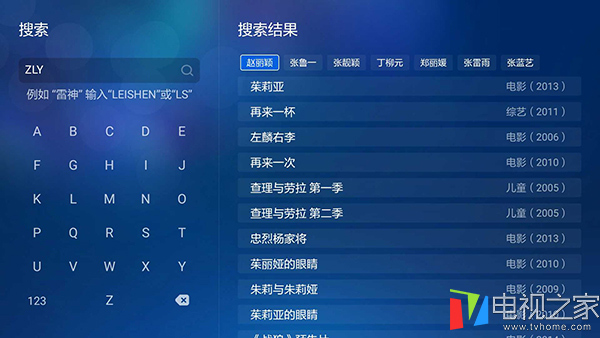 搜索
ZLY
例如 “雷神” 输入“LEISHEN”或“LS”
A B C D E
F G H I J
K L M N O
P Q R S T
U V W X Y
123 Z
搜索结果
赵丽颖 张鲁一 张靓颖 丁柳元 郑丽媛 张雷雨 张蓝艺
茱莉亚 电影（2013）
再来一杯 综艺（2011）
左麟右李 电影（2006）
再来一次 电影（2010）
查理与劳拉 第一季 儿童（2005）
查理与劳拉 第二季 儿童（2005）
忠烈杨家将 电影（2013）
茱丽娅的眼睛 电影（2010）
朱莉与朱莉娅 电影（2009）
茱莉亚的眼睛 电影
电视之家
www.tvhome.com